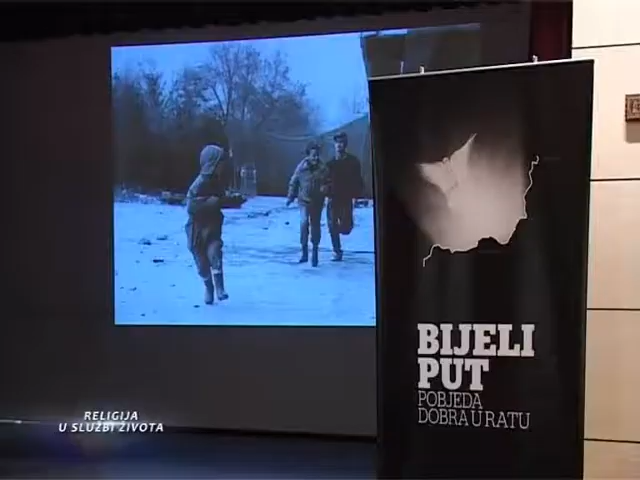 BIJELI
PUT
POBJEDA
DOBRA U RATU
RELIGIJA
U SLUŽBI ŽIVOTA